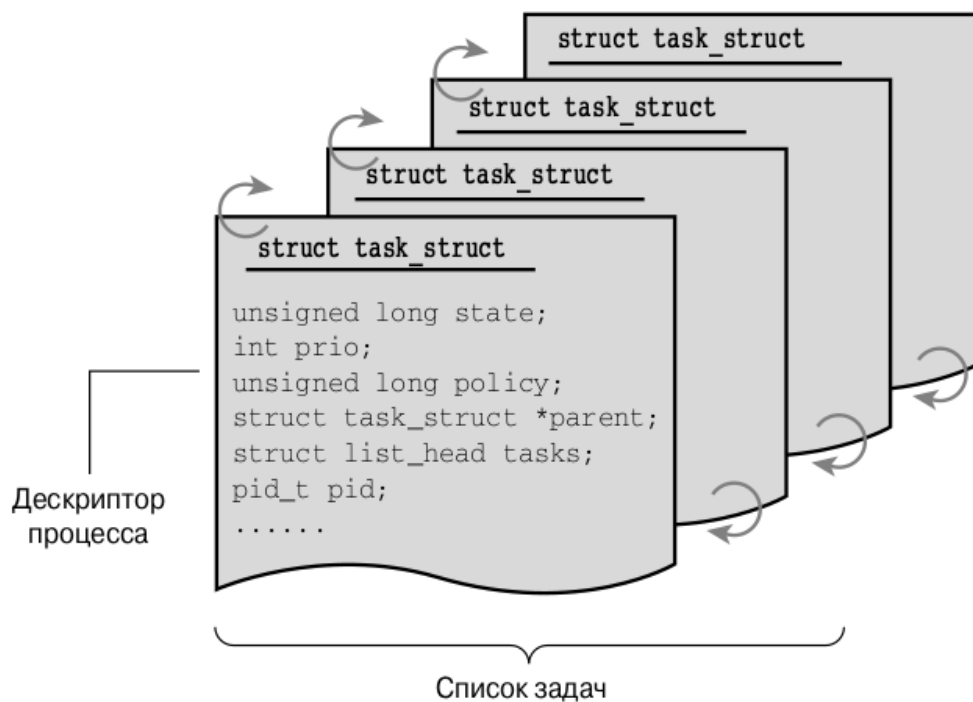 struct task_struct
struct task_struct
struct task_struct
struct task_struct
unsigned long state;
int prio;
unsigned long policy;
struct task_struct *parent;
struct list_head tasks;
pid_t pid;
......
Дескриптор
процесса
Список задач